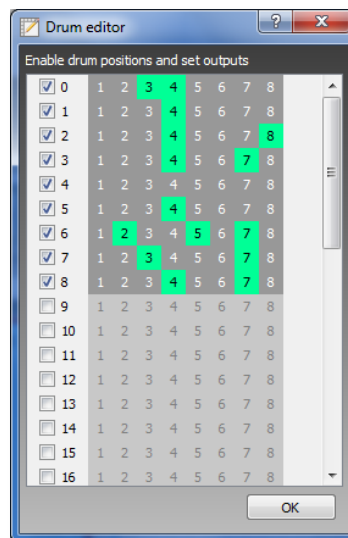 Drum editor
? X
Enable drum positions and set outputs
0 1 2 3 4 5 6 7 8
1 1 2 3 4 5 6 7 8
2 1 2 3 4 5 6 7 8
3 1 2 3 4 5 6 7 8
4 1 2 3 4 5 6 7 8
5 1 2 3 4 5 6 7 8
6 1 2 3 4 5 6 7 8
7 1 2 3 4 5 6 7 8
8 1 2 3 4 5 6 7 8
9 1 2 3 4 5 6 7 8
10 1 2 3 4 5 6 7 8
11 1 2 3 4 5 6 7 8
12 1 2 3 4 5 6 7 8
13 1 2 3 4 5 6 7 8
14 1 2 3 4 5 6 7 8
15 1 2 3 4 5 6 7 8
16 1 2 3 4 5 6 7 8
OK